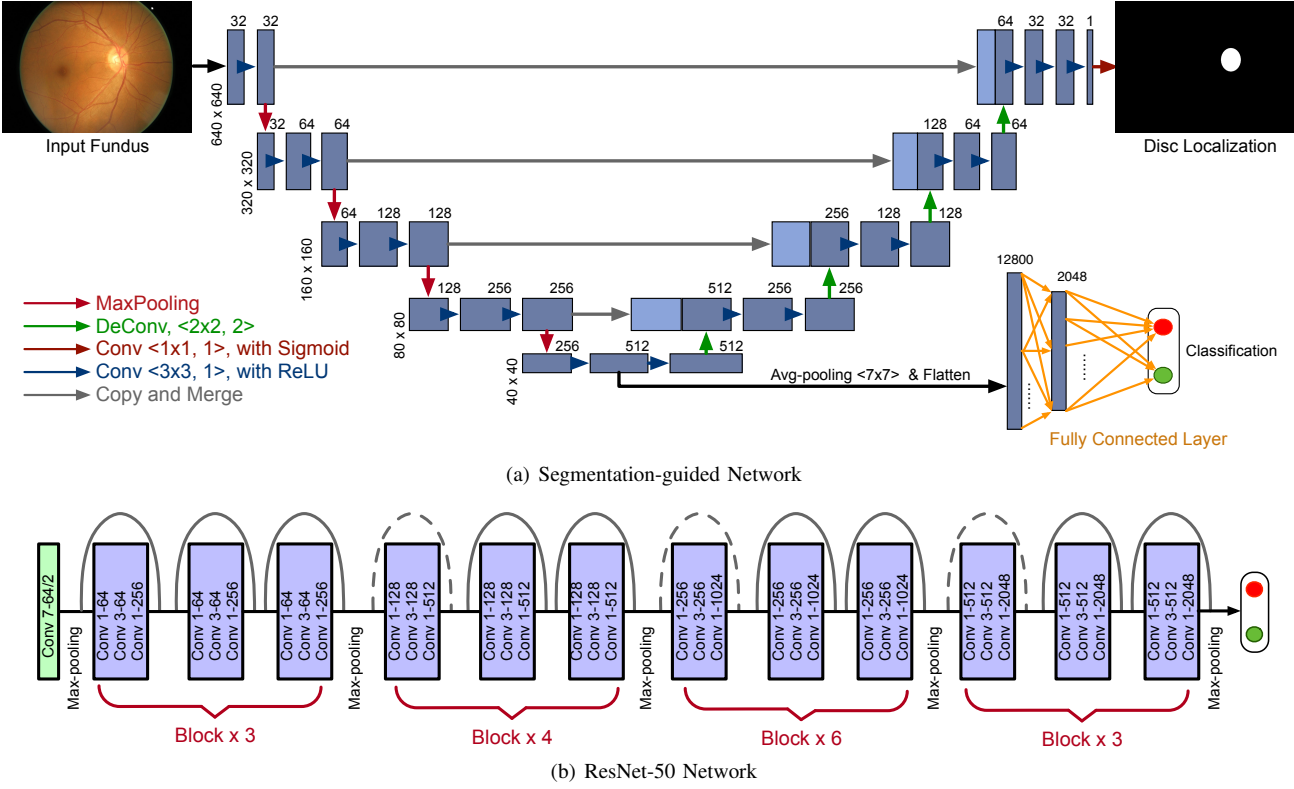 32 32 64 32 32 1
640 x 640
Input Fundus
Disc Localization
32 64 64 128 64 64
320 x 320
64 128 128 256 128 128
160 x 160
128 256 256 512 256 256
80 x 80
256 512 512
40 x 40
MaxPooling
DeConv, <2x2, 2>
Conv <1x1, 1>, with Sigmoid
Conv <3x3, 1>, with ReLU
Copy and Merge
Avg-pooling <7x7> & Flatten
12800
2048
Classification
Fully Connected Layer
(a) Segmentation-guided Network
Conv 7-64/2
Max-pooling
Conv 1-64
Conv 3-64
Conv 1-256
Conv 1-64
Conv 3-64
Conv 1-256
Conv 1-64
Conv 3-64
Conv 1-256
Max-pooling
Conv 1-128
Conv 3-128
Conv 1-512
Conv 1-128
Conv 3-128
Conv 1-512
Conv 1-128
Conv 3-128
Conv 1-512
Max-pooling
Conv 1-256
Conv 3-256
Conv 1-1024
Conv 1-256
Conv 3-256
Conv 1-1024
Conv 1-256
Conv 3-256
Conv 1-1024
Max-pooling
Conv 1-512
Conv 3-512
Conv 1-2048
Conv 1-512
Conv 3-512
Conv 1-2048
Conv 1-512
Conv 3-512
Conv 1-2048
Max-pooling
Block x 3
Block x 4
Block x 6
Block x 3
(b) ResNet-50 Network